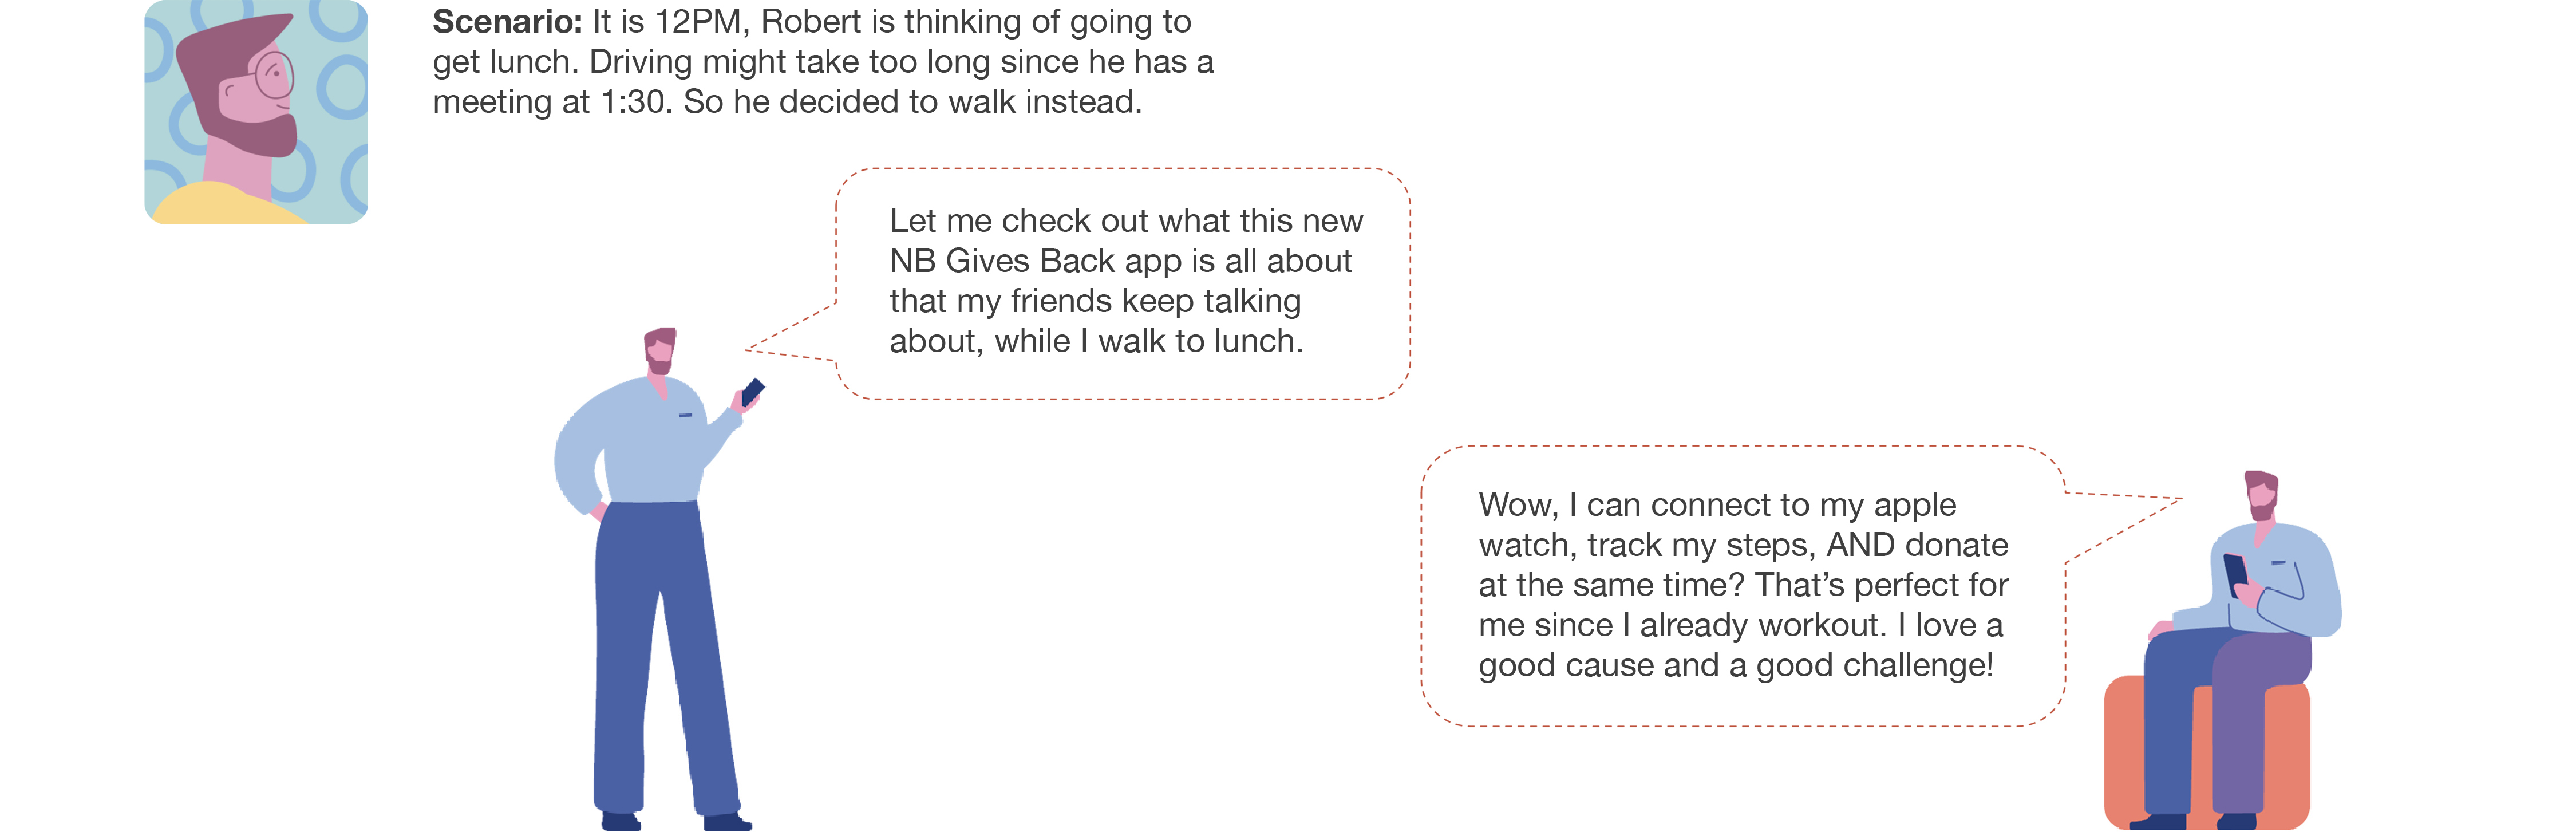 Scenario: It is 12PM, Robert is thinking of going to
get lunch. Driving might take too long since he has a
meeting at 1:30. So he decided to walk instead.
Let me check out what this new
NB Gives Back app is all about
that my friends keep talking
about, while I walk to lunch.
Wow, I can connect to my apple
watch, track my steps, AND donate
at the same time? That’s perfect for
me since I already workout. I love a
good cause and a good challenge!